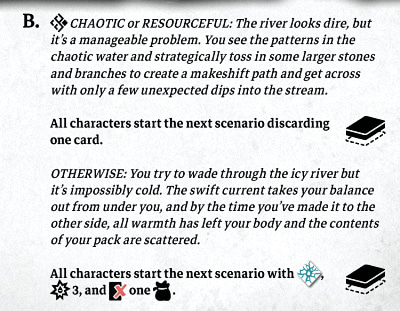 B. CHAOTIC or RESOURCEFUL: The river looks dire, but
it's a manageable problem. You see the patterns in the
chaotic water and strategically toss in some larger stones
and branches to create a makeshift path and get across
with only a few unexpected dips into the stream.
All characters start the next scenario discarding
one card.
OTHERWISE: You try to wade through the icy river but
it's impossibly cold. The swift current takes your balance
out from under you, and by the time you've made it to the
other side, all warmth has left your body and the contents
of your pack are scattered.
All characters start the next scenario with ,
3, and one .